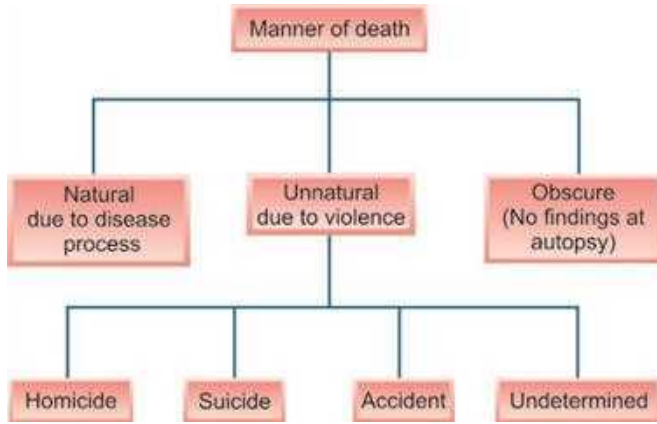 Manner of death
Natural
due to disease
process
Unnatural
due to violence
Obscure
(No findings at
autopsy)
Homicide
Suicide
Accident
Undetermined